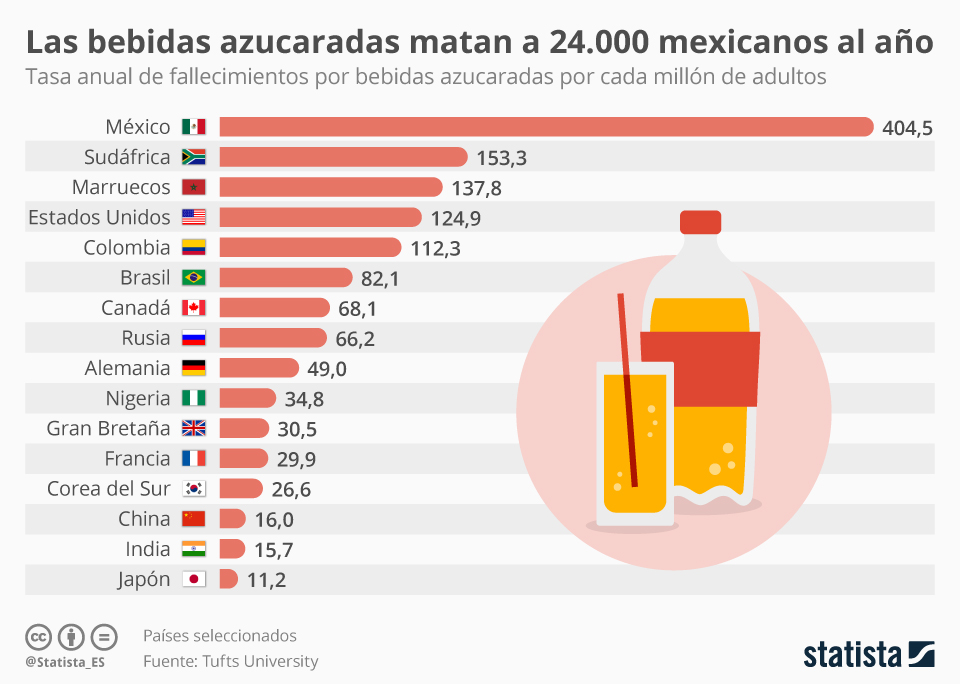 Las bebidas azucaradas matan a 24.000 mexicanos al año
Tasa anual de fallecimientos por bebidas azucaradas por cada millón de adultos
México 404,5
Sudáfrica 153,3
Marruecos 137,8
Estados Unidos 124,9
Colombia 112,3
Brasil 82,1
Canadá 68,1
Rusia 66,2
Alemania 49,0
Nigeria 34,8
Gran Bretaña 30,5
Francia 29,9
Corea del Sur 26,6
China 16,0
India 15,7
Japón 11,2
cc
@Statista_ES
Países seleccionados
Fuente: Tufts University
statista